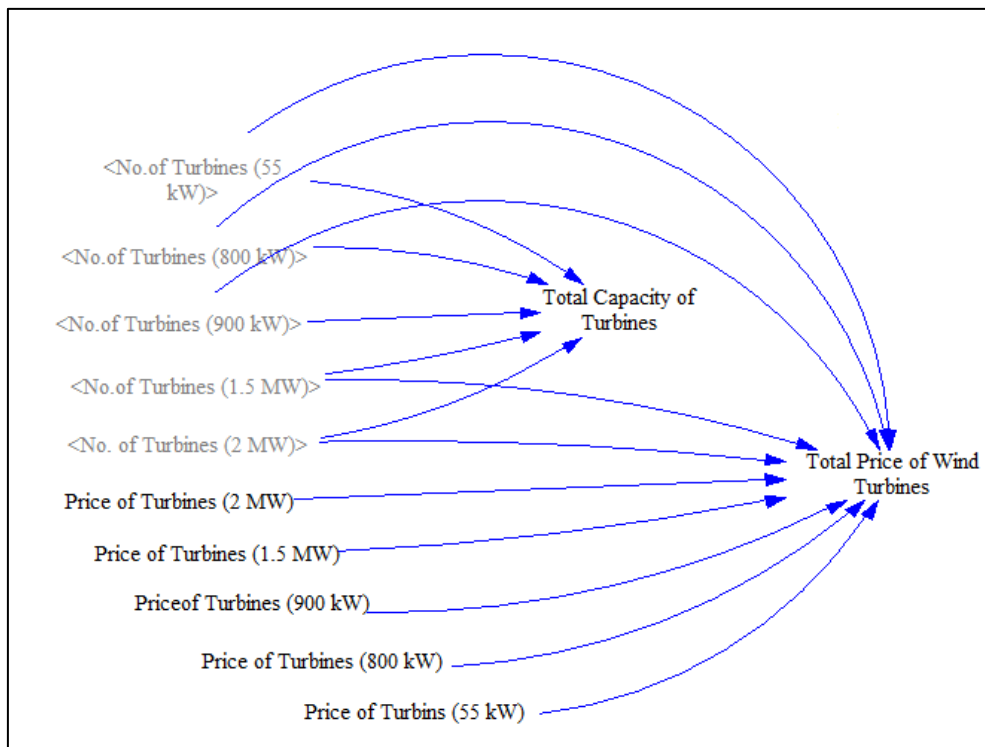 <No.of Turbines (55
kW)>
<No.of Turbines (800 kW)>
Total Capacity of
Turbines
<No.of Turbines (900 kW)>
<No.of Turbines (1.5 MW)>
<No. of Turbines (2 MW)>
Total Price of Wind
Turbines
Price of Turbines (2 MW)
Price of Turbines (1.5 MW)
Priceof Turbines (900 kW)
Price of Turbines (800 kW)
Price of Turbins (55 kW)